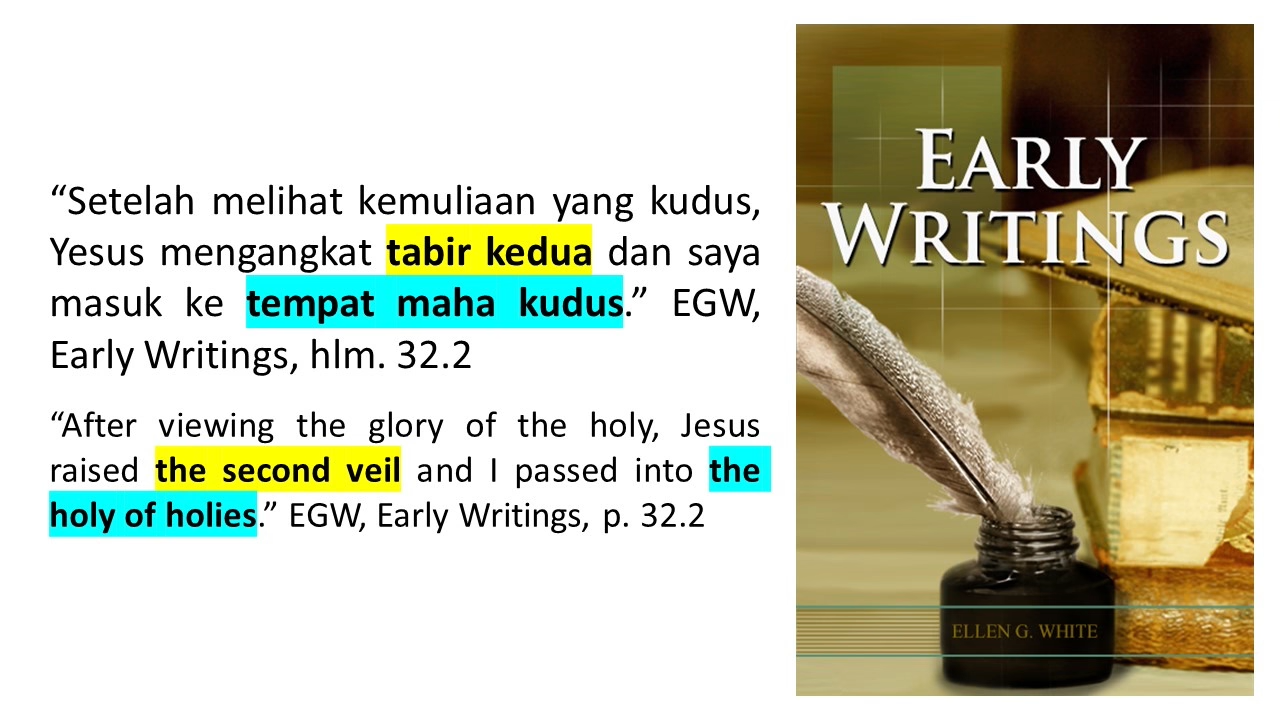 “Setelah melihat kemuliaan yang kudus,
Yesus mengangkat tabir kedua dan saya
masuk ke tempat maha kudus.” EGW,
Early Writings, hlm. 32.2
“After viewing the glory of the holy, Jesus
raised the second veil and I passed into the
holy of holies.” EGW, Early Writings, p. 32.2
EARLY
WRITINGS
ELLEN G. WHITE